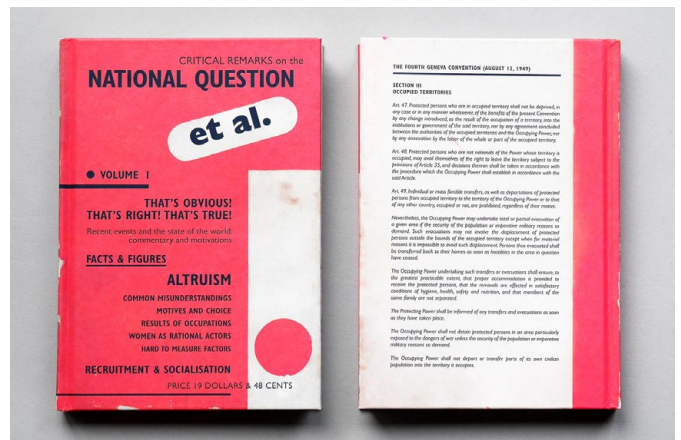 CRITICAL REMARKS on the
NATIONAL QUESTION
et al.
VOLUME I
THAT'S OBVIOUS!
THAT'S RIGHT! THAT'S TRUE!
Recent events and the state of the world:
commentary and motivations
FACTS & FIGURES
ALTRUISM
COMMON MISUNDERSTANDINGS
MOTIVES AND CHOICE
RESULTS OF OCCUPATIONS
WOMEN AS RATIONAL ACTORS
HARD TO MEASURE FACTORS
RECRUITMENT & SOCIALISATION
PRICE 19 DOLLARS & 48 CENTS
THE FOURTH GENEVA CONVENTION (AUGUST 12, 1949)
SECTION III
OCCUPIED TERRITORIES
Art. 47. Protected persons who are in occupied territory shall not be deprived, in
any case or in any manner whatsoever, of the benefits of the present Convention
by any change introduced, as the result of the occupation of a territory, into the
institutions or government of the said territory, nor by any agreement concluded
between the authorities of the occupied territories and the Occupying Power, nor
by any annexation by the latter of the whole or part of the occupied territory.
Art. 48. Protected persons who are not nationals of the Power whose territory is
occupied, may avail themselves of the right to leave the territory subject to the
provisions of Article 35, and decisions thereon shall be taken in accordance with
the procedure which the Occupying Power shall establish in accordance with the
said Article.
Art. 49. Individual or mass forcible transfers, as well as deportations of protected
persons from occupied territory to the territory of the Occupying Power or to that
of any other country, occupied or not, are prohibited, regardless of their motive.
Nevertheless, the Occupying Power may undertake total or partial evacuation of
a given area if the security of the population or imperative military reasons so
demand. Such evacuations may not involve the displacement of protected
persons outside the bounds of the occupied territory except when for material
reasons it is impossible to avoid such displacement. Persons thus evacuated shall
be transferred back to their homes as soon as hostilities in the area in question
have ceased.
The Occupying Power undertaking such transfers or evacuations shall ensure, to
the greatest practicable extent, that proper accommodation is provided to
receive the protected persons, that the removals are effected in satisfactory
conditions of hygiene, health, safety and nutrition, and that members of the
same family are not separated.
The Protecting Power shall be informed of any transfers and evacuations as soon
as they have taken place.
The Occupying Power shall not detain protected persons in an area particularly
exposed to the dangers of war unless the security of the population or imperative
military reasons so demand.
The Occupying Power shall not deport or transfer parts of its own civilian
population into the territory it occupies.